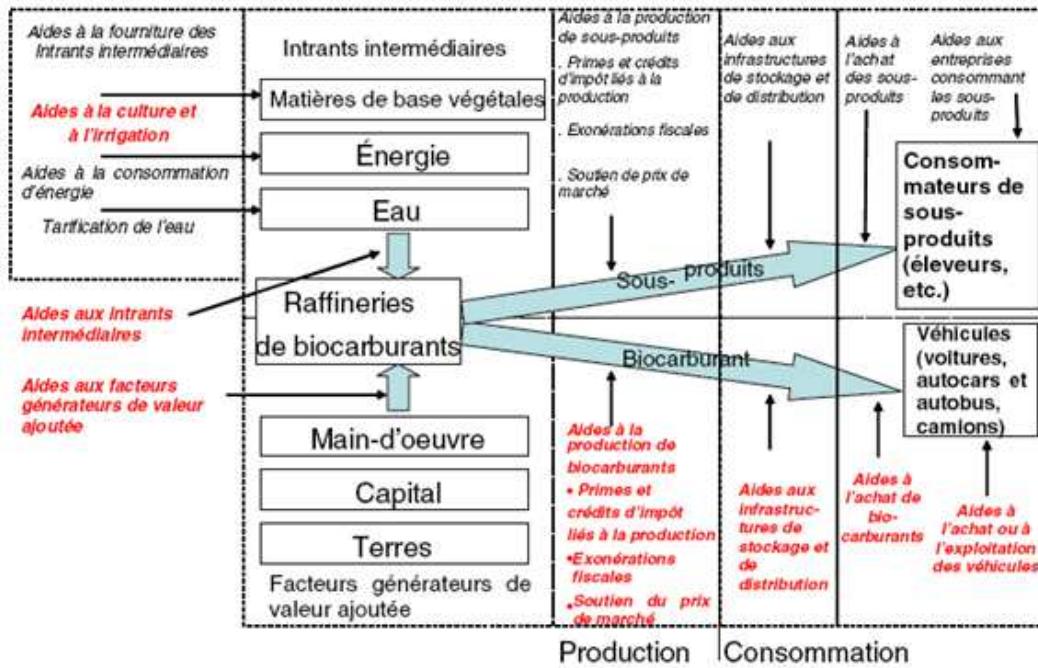 Aides à la fourniture des
Intrants intermédiaires
Aides à la culture et
à l'irrigation
Aides à la consommation
d'énergie
Tarification de l'eau
Aides aux intrants
intermédiaires
Aides aux facteurs
générateurs de valeur
ajoutée
Intrants intermédiaires
Matières de base végétales
Énergie
Eau
Raffineries
de biocarburants
Main-d'oeuvre
Capital
Terres
Facteurs générateurs de
valeur ajoutée
Aides à la production
de sous-produits
. Primes et crédits
d'impôt liés à la
production
. Exonérations fiscales
. Soutien de prix de
marché
Aides aux
infrastructures
de stockage et
de distribution
Aides à
l'achat
des sous-
produits
Aides aux
entreprises
consommant
les sous-
produits
Sous- produits
Biocarburant
Consom-
mateurs de
sous-
produits
(éleveurs,
etc.)
Véhicules
(voitures,
autocars et
autobus,
camions)
Aides à la
production de
biocarburants
• Primes et
crédits d'impôt
liés à la production
•Exonérations
fiscales
•Soutien du prix
de marché
Aides aux
infrastruc-
tures de
stockage et
de
distribution
Aides à
l'achat de
bio-
carburants
Aides à
l'achat ou à
l'exploitation
des véhicules
Production
Consommation